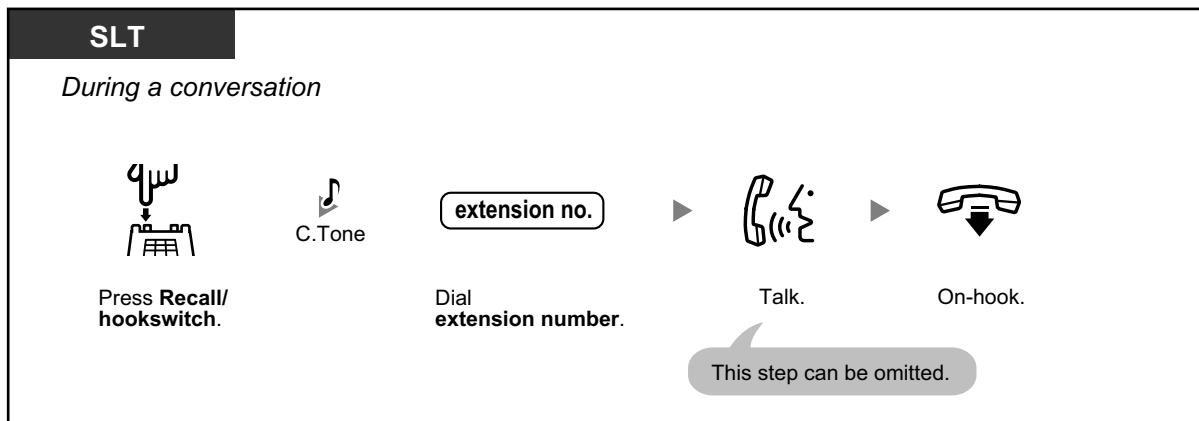 SLT
During a conversation
C.Tone
extension no.
Press Recall/
hookswitch.
Dial
extension number.
Talk.
On-hook.
This step can be omitted.